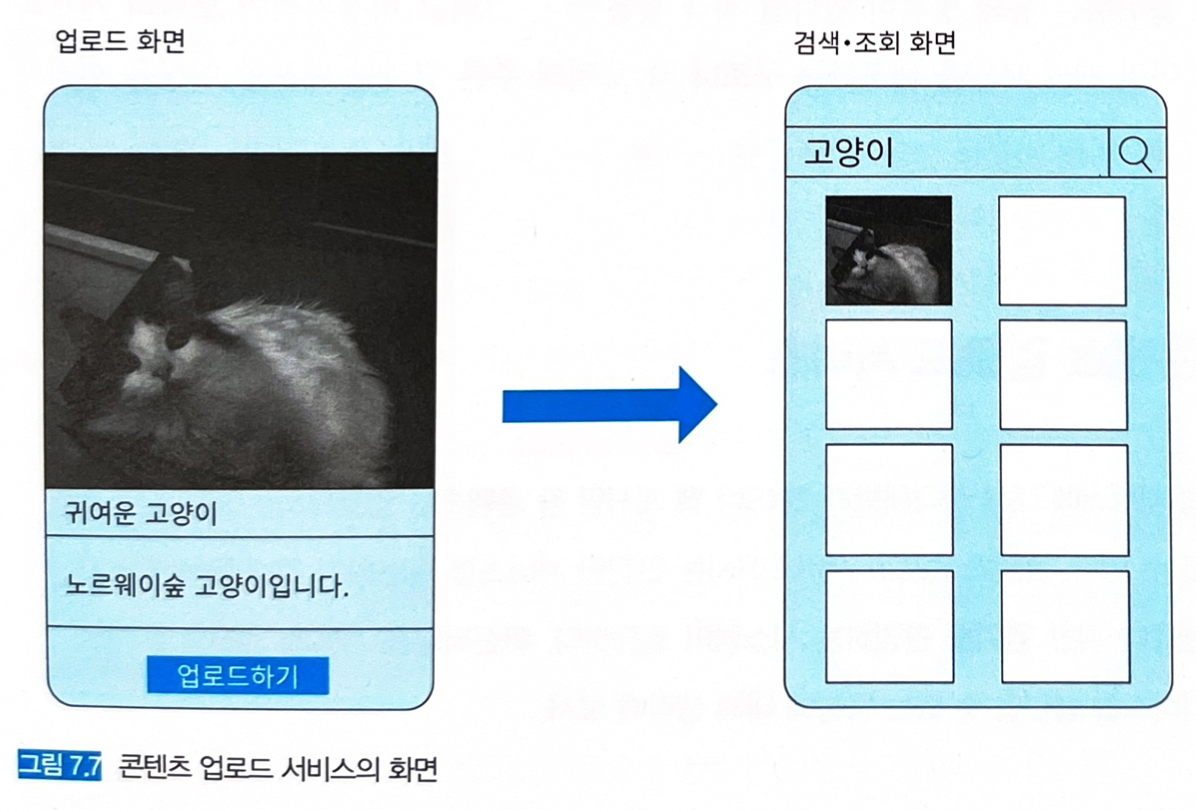 업로드 화면
귀여운 고양이
노르웨이숲 고양이입니다.
업로드하기
검색·조회 화면
고양이
그림 7.7 콘텐츠 업로드 서비스의 화면